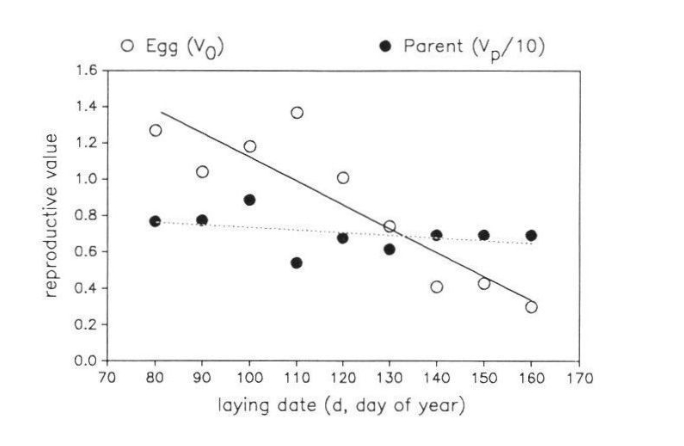 Egg (V0) Parent (Vp/10)
1.6
1.4
1.2
1.0
0.8
0.6
0.4
0.2
0.0
reproductive value
70 80 90 100 110 120 130 140 150 160 170
laying date (d, day of year)